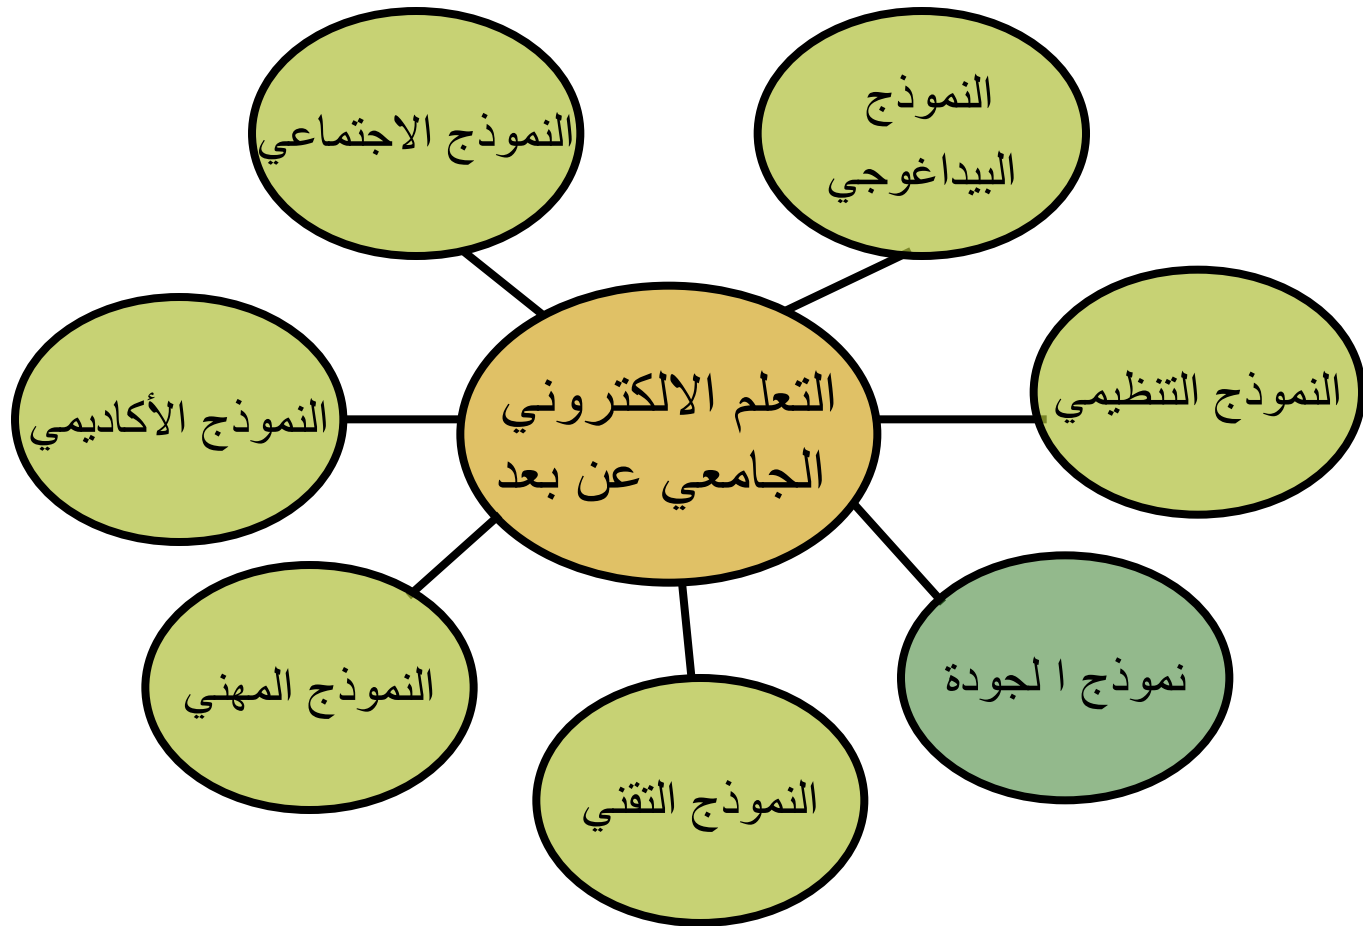 النموذج
البيداغوجي
النموذج الاجتماعي
النموذج التنظيمي
التعلم الالكتروني
الجامعي عن بعد
النموذج الأكاديمي
نموذج ا لجودة
النموذج المهني
النموذج التقني